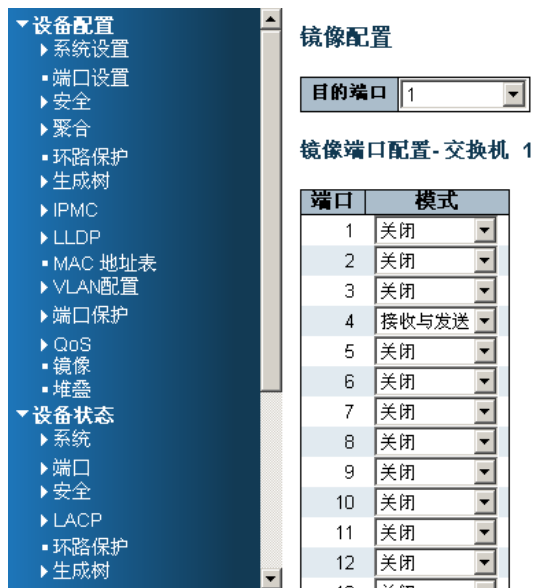 设备配置
系统设置
端口设置
安全
聚合
环路保护
生成树
IPMC
LLDP
MAC 地址表
VLAN配置
端口保护
QoS
镜像
堆叠
设备状态
系统
端口
安全
LACP
环路保护
生成树
镜像配置
目的端口 1
镜像端口配置- 交换机 1
端口 模式
1 关闭
2 关闭
3 关闭
4 接收与发送
5 关闭
6 关闭
7 关闭
8 关闭
9 关闭
10 关闭
11 关闭
12 关闭